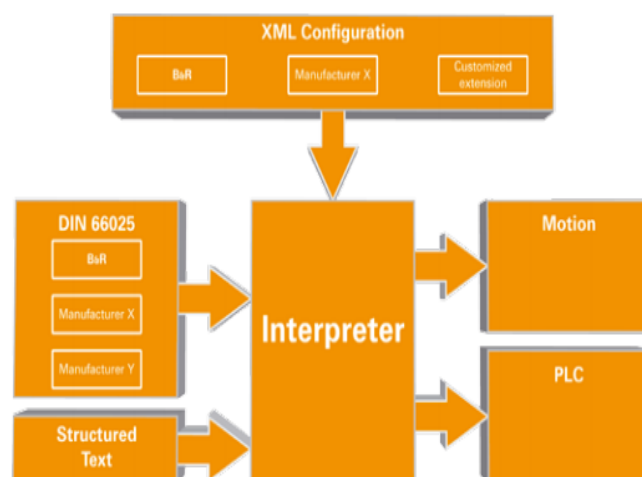 XML Configuration
B&R
Manufacturer X
Customized
extension
DIN 66025
B&R
Manufacturer X
Manufacturer Y
Structured
Text
Interpreter
Motion
PLC